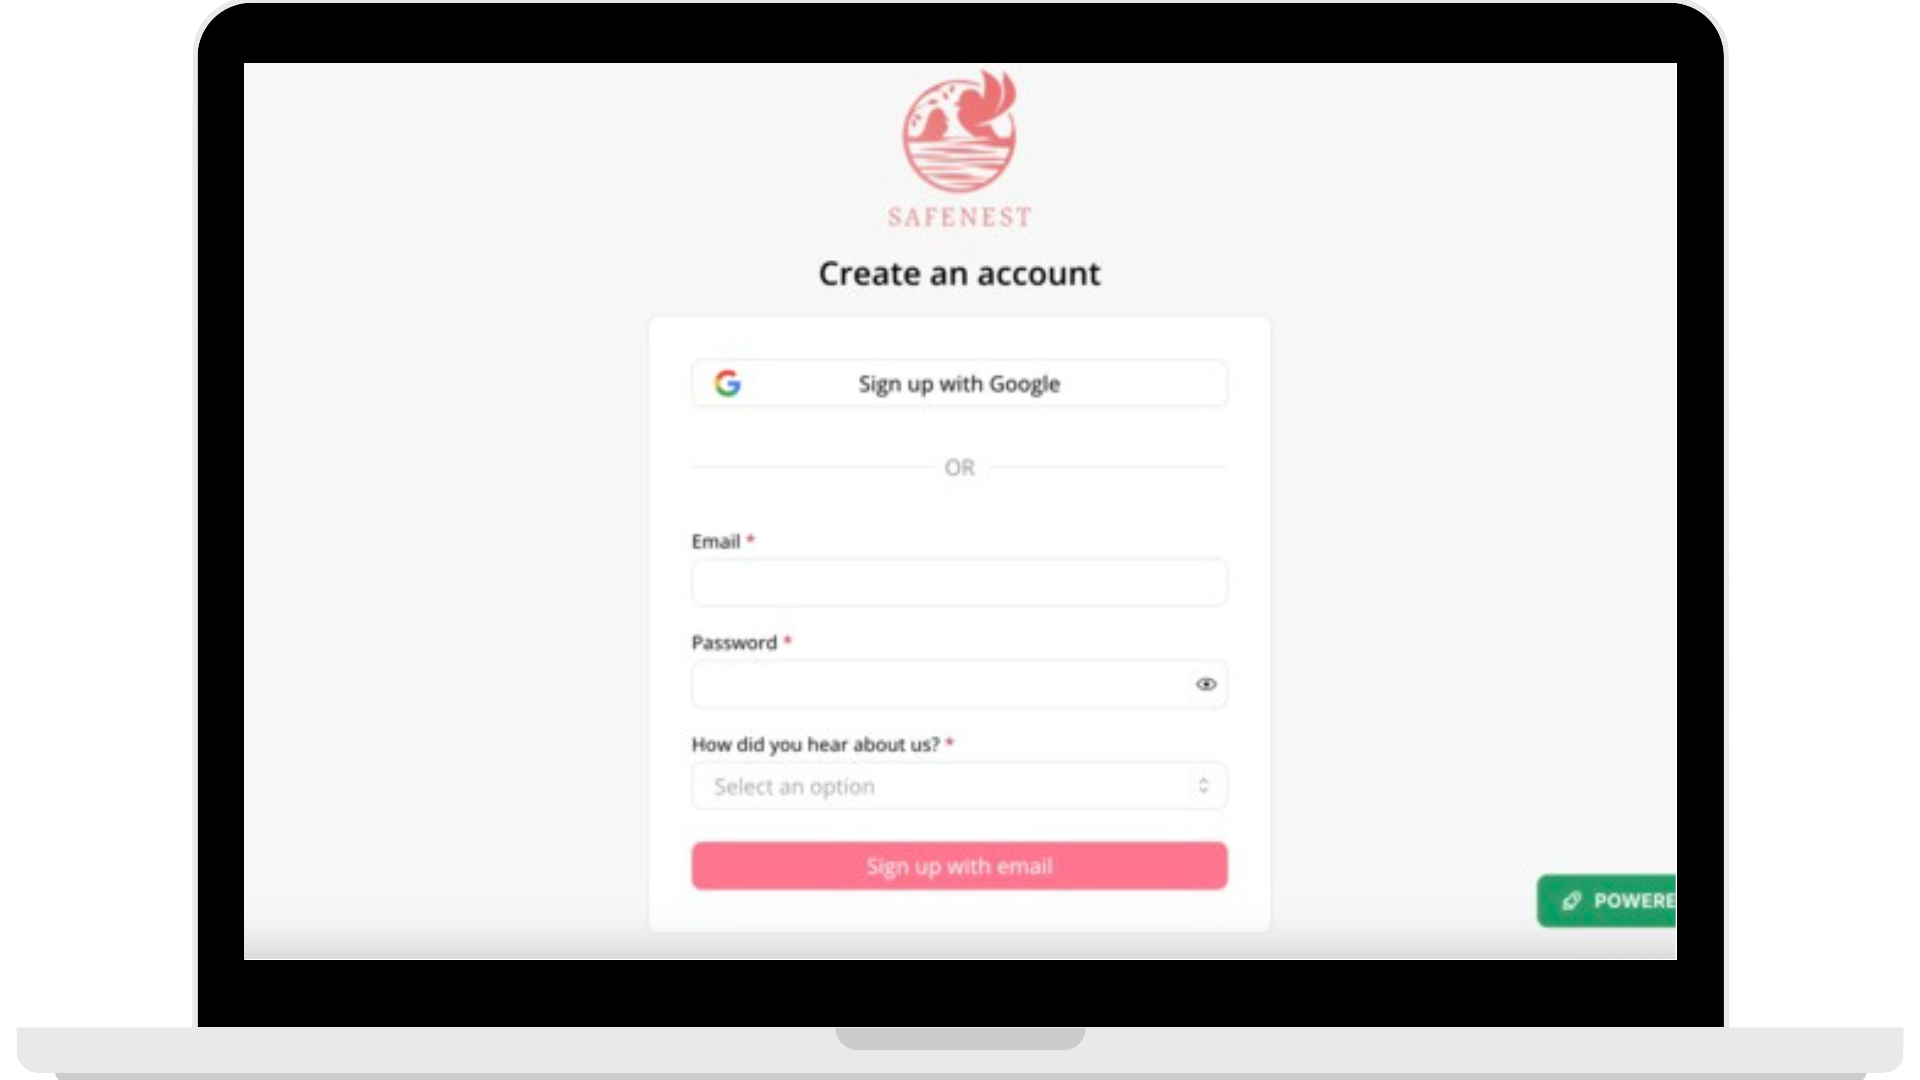 SAFENEST
Create an account
Sign up with Google
OR
Email *
Password *
How did you hear about us? *
Select an option
Sign up with email
POWERE